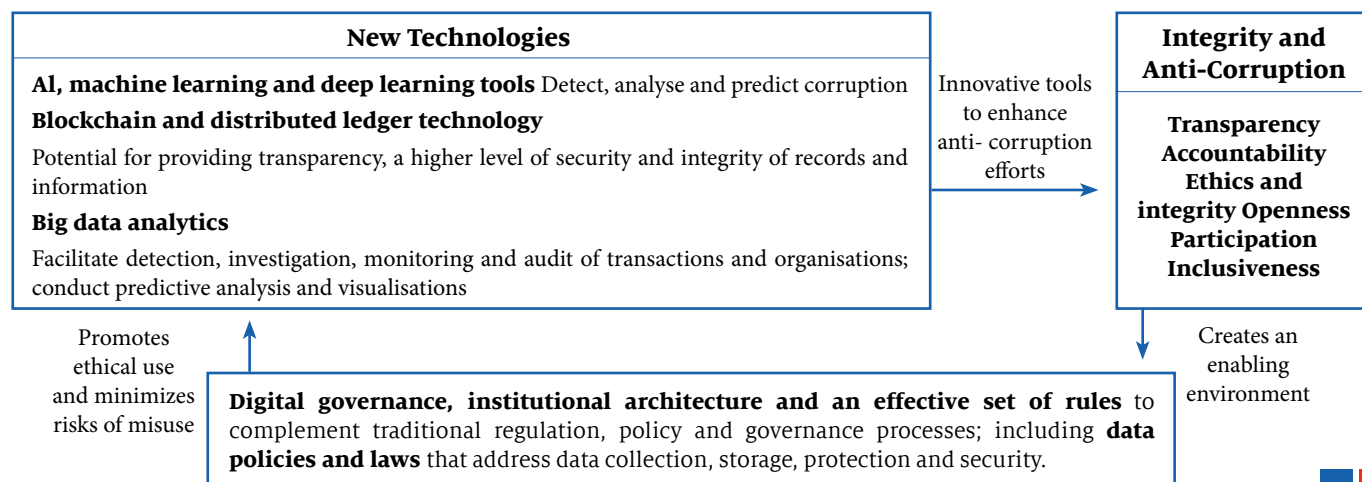 New Technologies
AI, machine learning and deep learning tools Detect, analyse and predict corruption
Blockchain and distributed ledger technology
Potential for providing transparency, a higher level of security and integrity of records and
information
Big data analytics
Facilitate detection, investigation, monitoring and audit of transactions and organisations;
conduct predictive analysis and visualisations
Innovative tools
to enhance
anti- corruption
efforts
Integrity and
Anti-Corruption
Transparency
Accountability
Ethics and
integrity Openness
Participation
Inclusiveness
Promotes
ethical use
and minimizes
risks of misuse
Creates an
enabling
environment
Digital governance, institutional architecture and an effective set of rules to
complement traditional regulation, policy and governance processes; including data
policies and laws that address data collection, storage, protection and security.